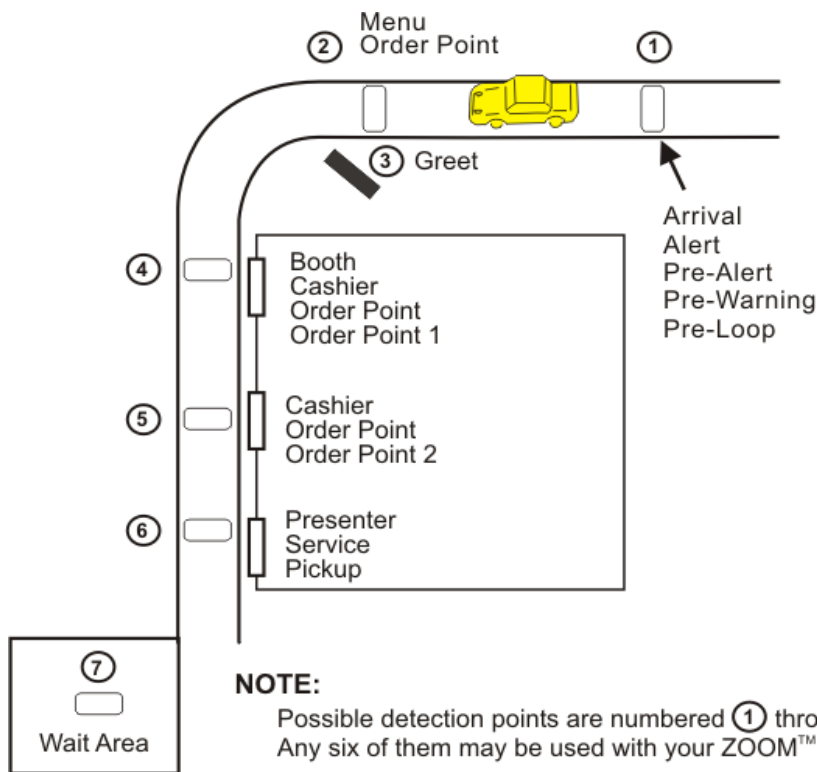 Menu
② Order Point
①
③ Greet
Arrival
Alert
Pre-Alert
Pre-Warning
Pre-Loop
④
Booth
Cashier
Order Point
Order Point 1
⑤
Cashier
Order Point
Order Point 2
⑥
Presenter
Service
Pickup
⑦
Wait Area
NOTE:
Possible detection points are numbered ①
Any six of them may be used with your ZOOM™